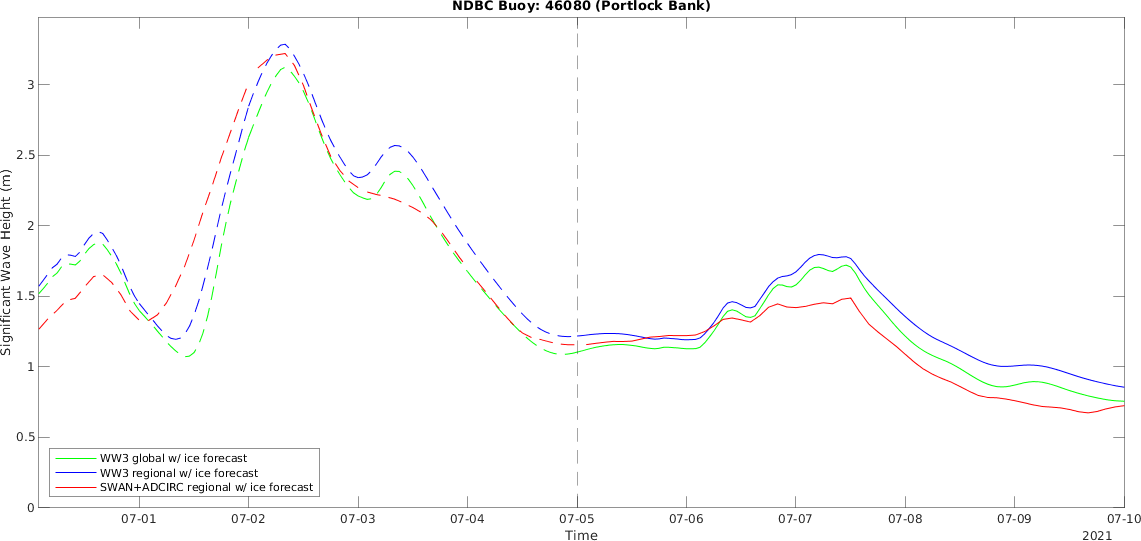 NDBC Buoy: 46080 (Portlock Bank)
Significant Wave Height (m)
3
2.5
2
1.5
1
0.5
0
WW3 global w/ ice forecast
WW3 regional w/ ice forecast
SWAN+ADCIRC regional w/ ice forecast
07-01 07-02 07-03 07-04 07-05 07-06 07-07 07-08 07-09 07-10
Time 2021